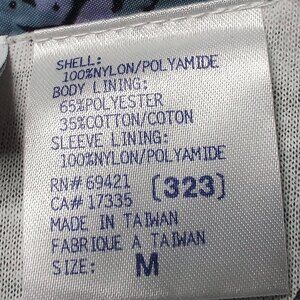 SHELL:
100%NYLON/POLYAMIDE
BODY LINING:
65%POLYESTER
35%COTTON/COTON
SLEEVE LINING:
100%NYLON/POLYAMIDE
RN# 69421 (323)
CA# 17335
MADE IN TAIWAN
FABRIQUE A TAIWAN
SIZE: M